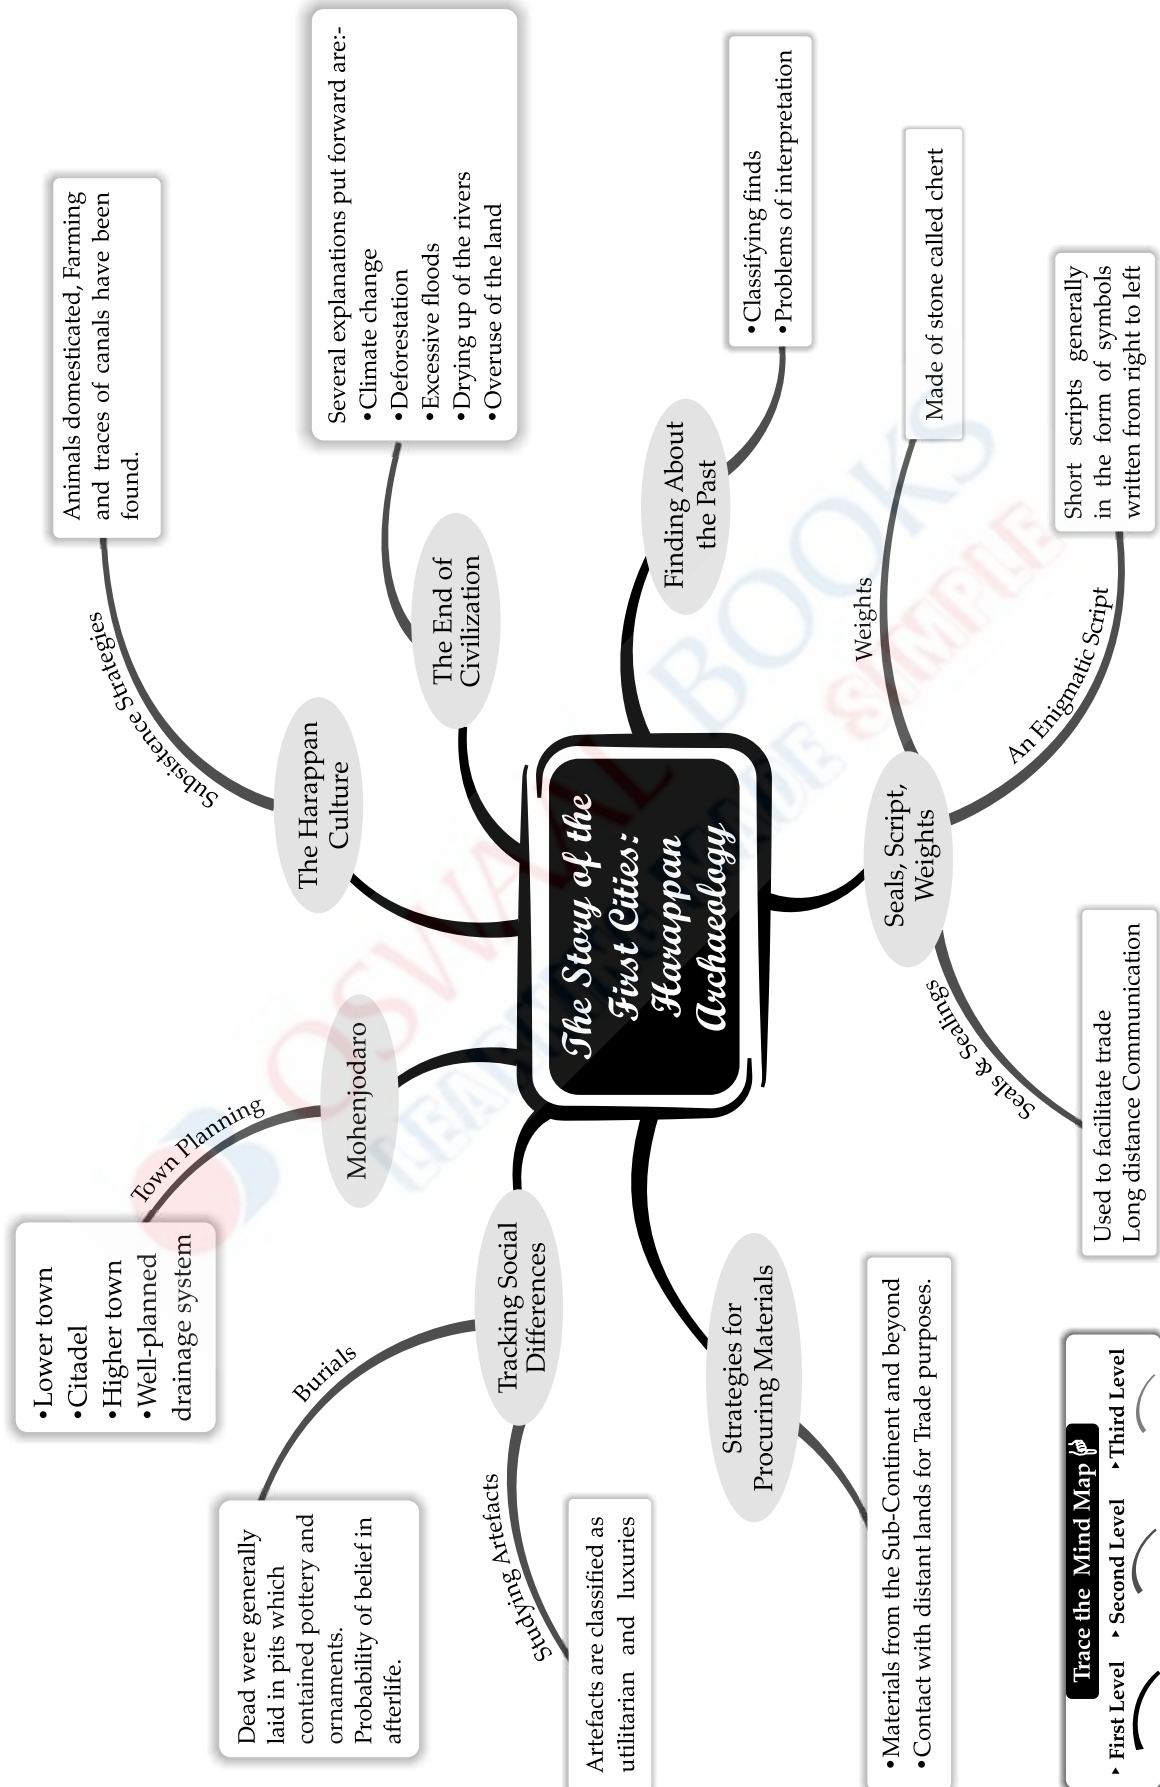 The Story of the
First Cities:
Harappan
Archaeology
Mohenjodaro
Town Planning
•Lower town
•Citadel
•Higher town
•Well-planned
drainage system
The Harappan
Culture
Subsistence Strategies
Animals domesticated, Farming
and traces of canals have been
found.
The End of
Civilization
Several explanations put forward are:-
•Climate change
•Deforestation
•Excessive floods
•Drying up of the rivers
•Overuse of the land
Finding About
the Past
•Classifying finds
•Problems of interpretation
Seals, Script,
Weights
Weights
Made of stone called chert
An Enigmatic Script
Short scripts generally
in the form of symbols
written from right to left
Seals & Sealings
Used to facilitate trade
Long distance Communication
Strategies for
Procuring Materials
•Materials from the Sub-Continent and beyond
•Contact with distant lands for Trade purposes.
Tracking Social
Differences
Burials
Dead were generally
laid in pits which
contained pottery and
ornaments.
Probability of belief in
afterlife.
Studying Artefacts
Artefacts are classified as
utilitarian and luxuries
Trace the Mind Map
▸First Level ▸Second Level ▸Third Level
OSWAAL BOOKS
LEARNING MADE SIMPLE